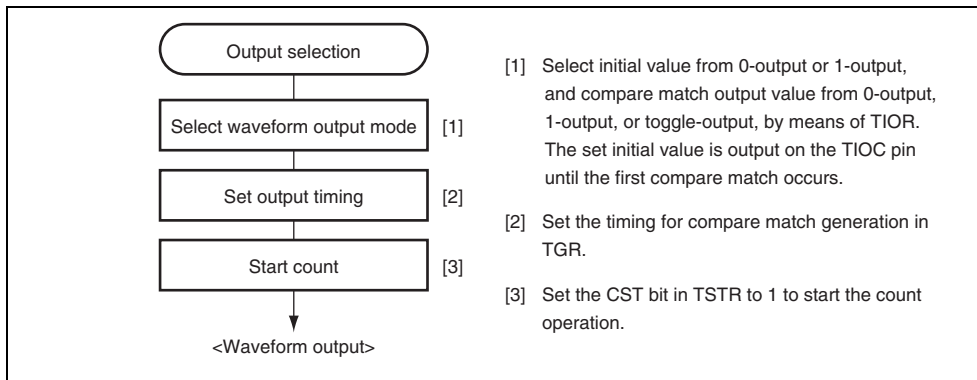 Output selection
Select waveform output mode [1]
Set output timing [2]
Start count [3]
<Waveform output>
[1] Select initial value from 0-output or 1-output,
and compare match output value from 0-output,
1-output, or toggle-output, by means of TIOR.
The set initial value is output on the TIOC pin
until the first compare match occurs.
[2] Set the timing for compare match generation in
TGR.
[3] Set the CST bit in TSTR to 1 to start the count
operation.